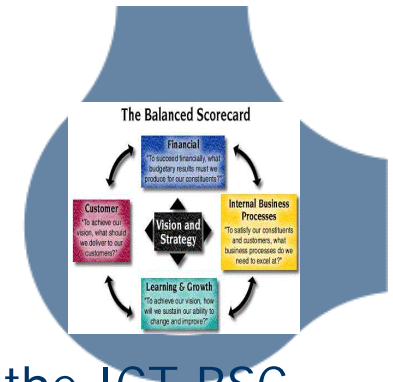 The Balanced Scorecard
Financial
"To succeed financially, what
budgetary results must we
produce for our constituents?"
Customer
"To achieve our
vision, what should
we deliver to our
customers?"
Vision and
Strategy
Internal Business
Processes
"To satisfy our constituents
and customers, what
business processes do we
need to excel at?"
Learning & Growth
"To achieve our vision, how
will we sustain our ability to
change and improve?"
the ICT BSC